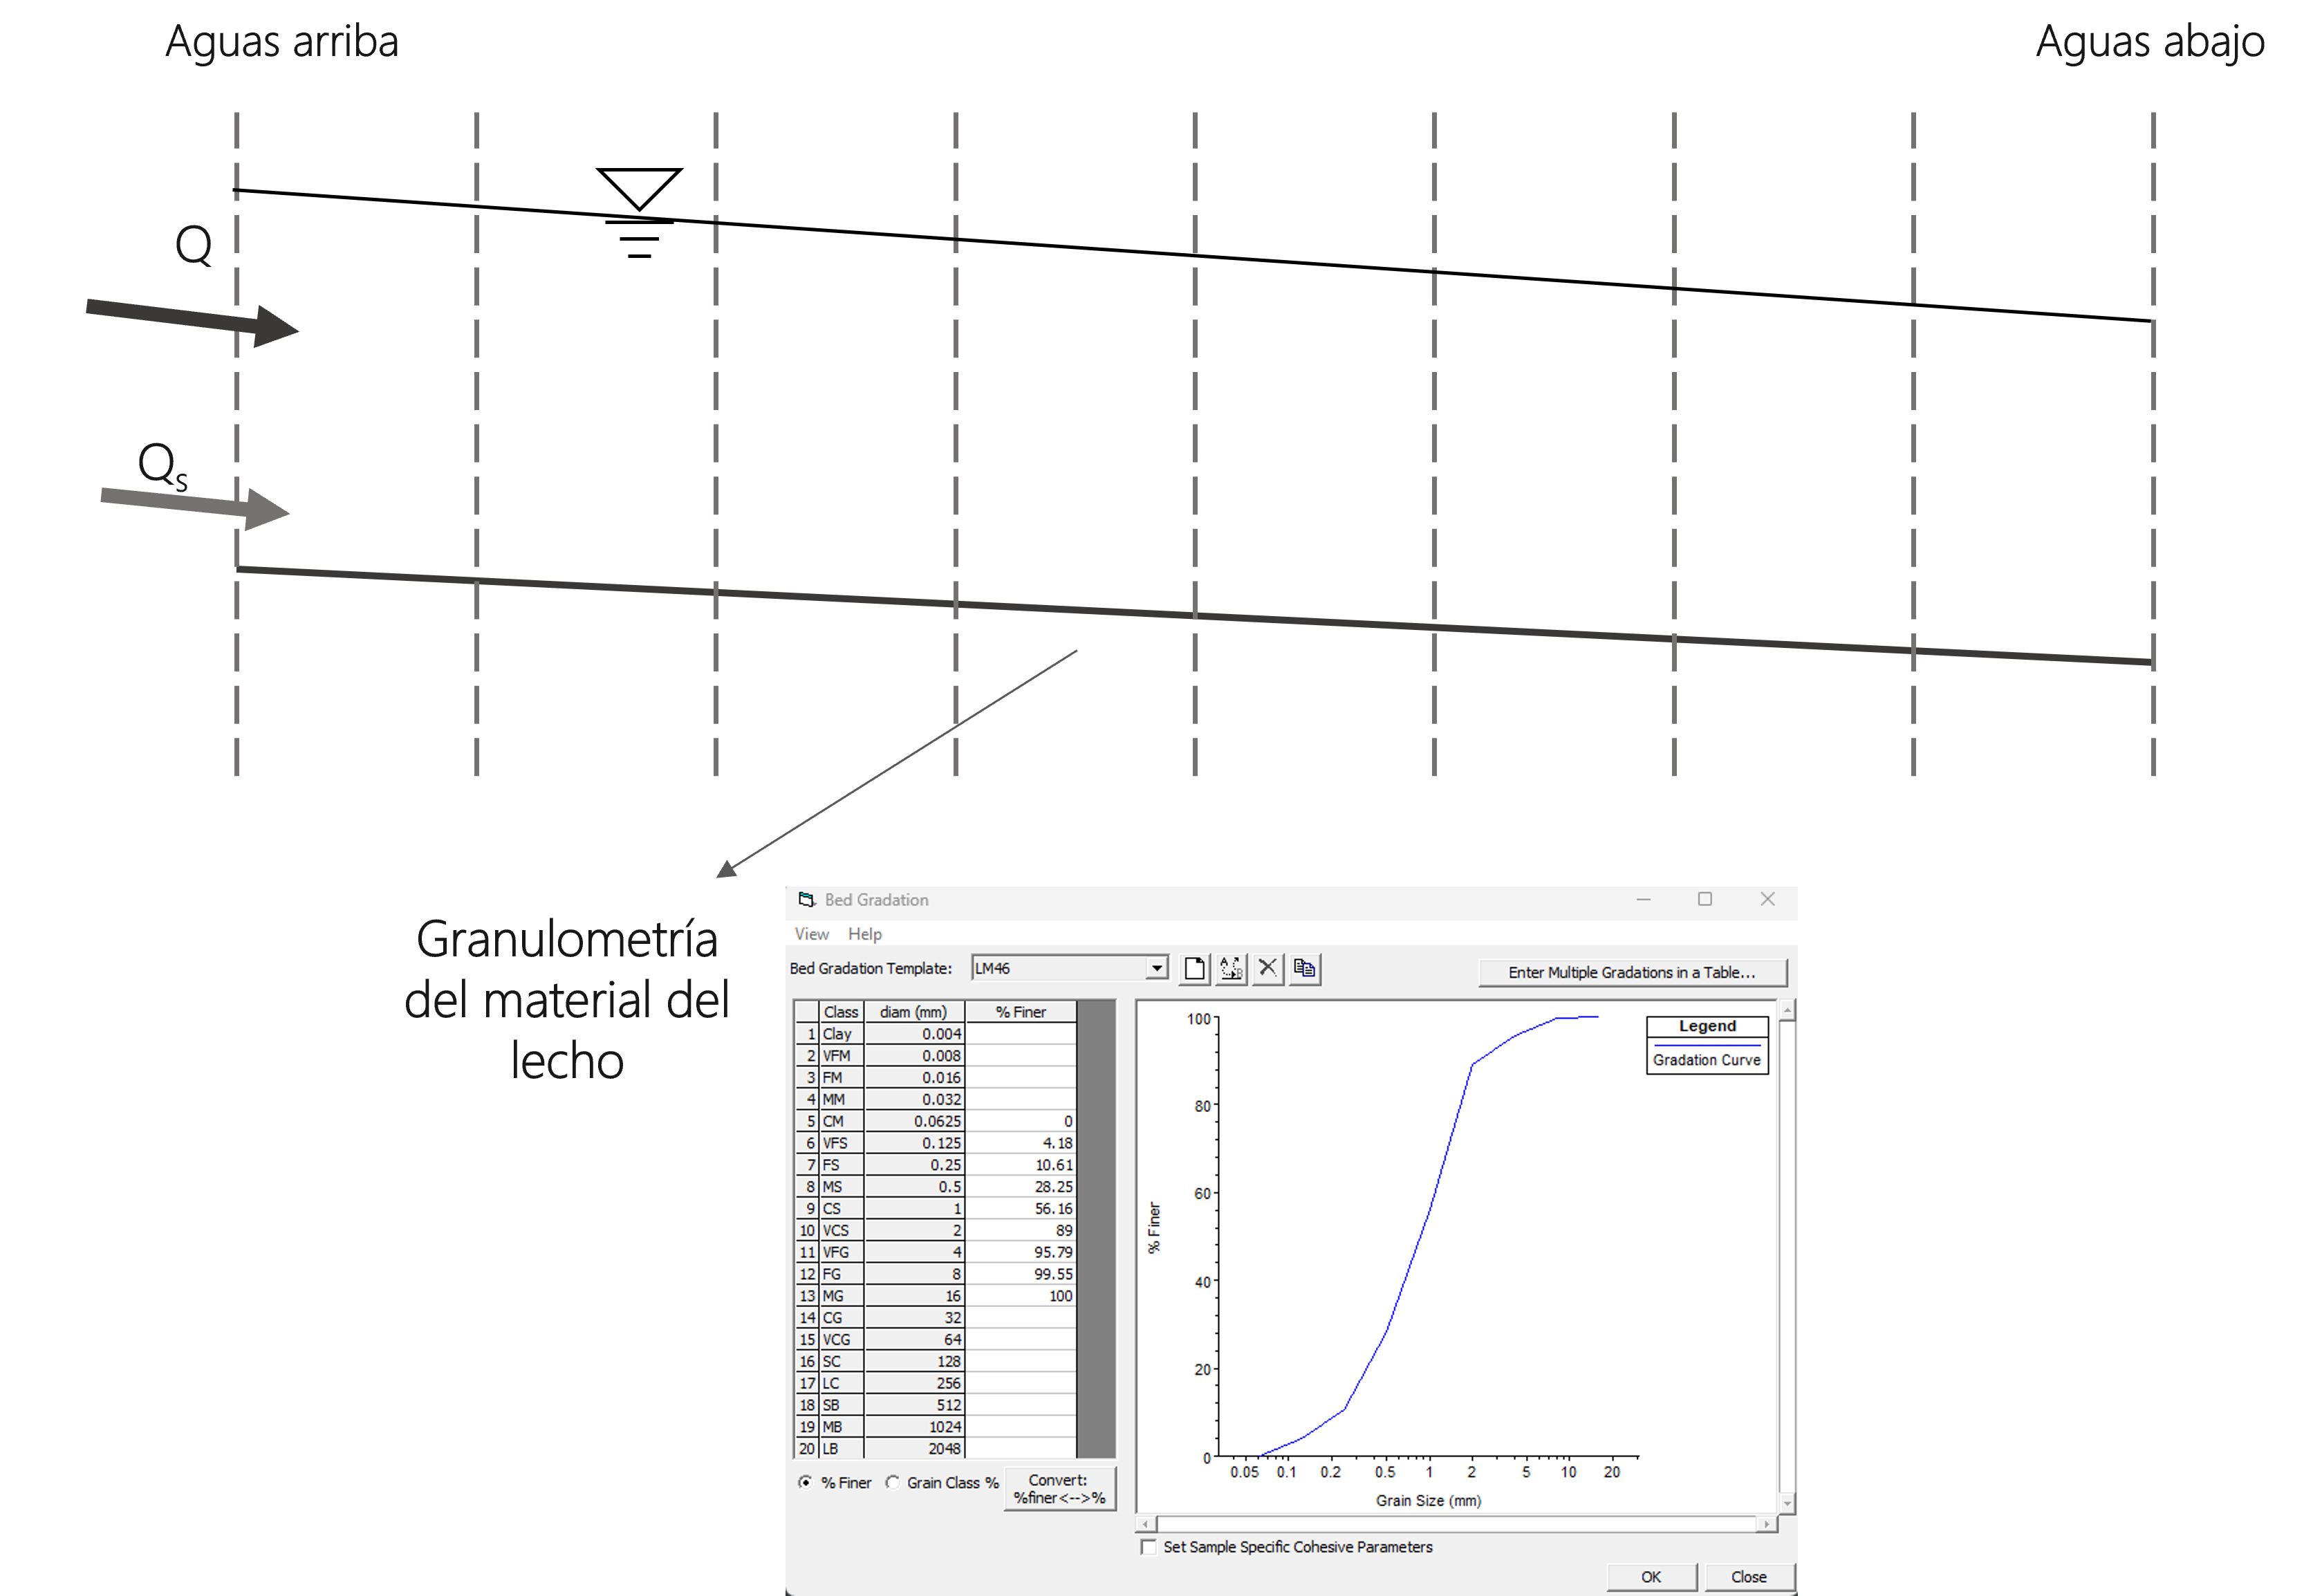 Aguas arriba
Aguas abajo
Q
Qs
Granulometría
del material del
lecho
Bed Gradation
View Help
Bed Gradation Template: LM46 Enter Multiple Gradations in a Table...
Class diam (mm) % Finer
1 Clay 0.004
2 VFM 0.008
3 FM 0.016
4 MM 0.032
5 CM 0.0625 0
6 VFS 0.125 4.18
7 FS 0.25 10.61
8 MS 0.5 28.25
9 CS 1 56.16
10 VCS 2 89
11 VFG 4 95.79
12 FG 8 99.55
13 MG 16 100
14 CG 32
15 VCG 64
16 SC 128
17 LC 256
18 SB 512
19 MB 1024
20 LB 2048
% Finer Grain Class % Convert:
%finer<-->%
100
80
60
40
20
0
% Finer
0.05 0.1 0.2 0.5 1 2 5 10 20
Grain Size (mm)
Legend
Gradation Curve
Set Sample Specific Cohesive Parameters
OK Close